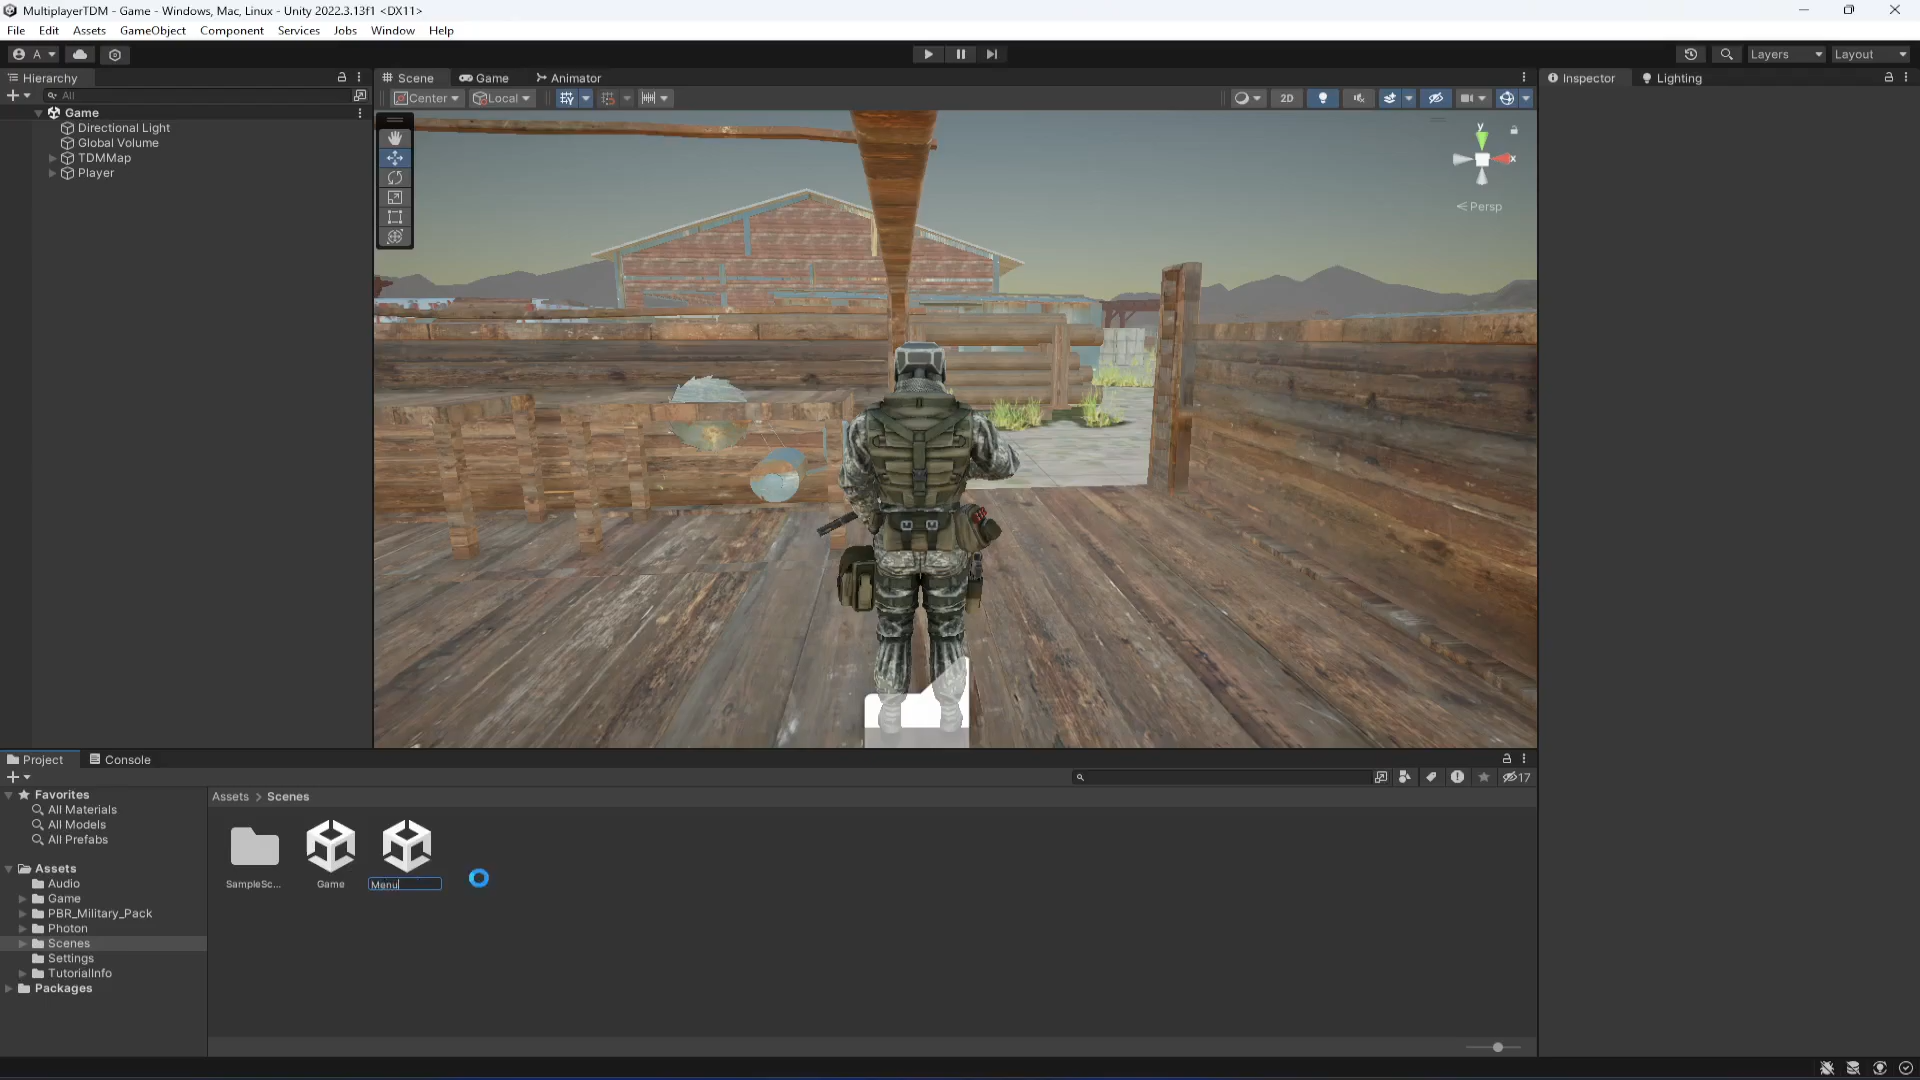 MultiplayerTDM - Game - Windows, Mac, Linux - Unity 2022.3.13f1 <DX11>
File Edit Assets GameObject Component Services Jobs Window Help
A
Layers
Layout
Hierarchy
Scene
Game
Animator
Inspector
Lighting
All
Center
Local
2D
Game
Directional Light
Global Volume
TDMMap
Player
y
x
Persp
Project
Console
17
Favorites
All Materials
All Models
All Prefabs
Assets
Audio
Game
PBR_Military_Pack
Photon
Scenes
Settings
TutorialInfo
Packages
Assets > Scenes
SampleSc...
Game
Menu